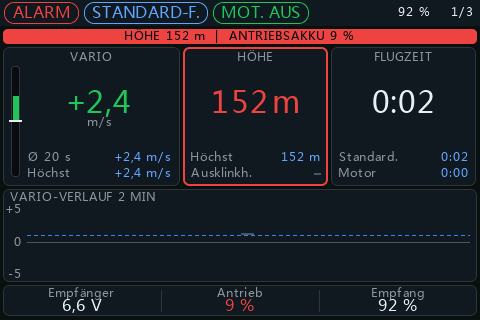 ALARM STANDARD-F. MOT. AUS 92 % 1/3
HÖHE 152 m | ANTRIEBSAKKU 9 %
VARIO
+2,4
m/s
Ø 20 s +2,4 m/s
Höchst +2,4 m/s
HÖHE
152 m
Höchst 152 m
Ausklinkh. –
FLUGZEIT
0:02
Standard. 0:02
Motor 0:00
VARIO-VERLAUF 2 MIN
+5
0
-5
Empfänger Antrieb Empfang
6,6 V 9 % 92 %